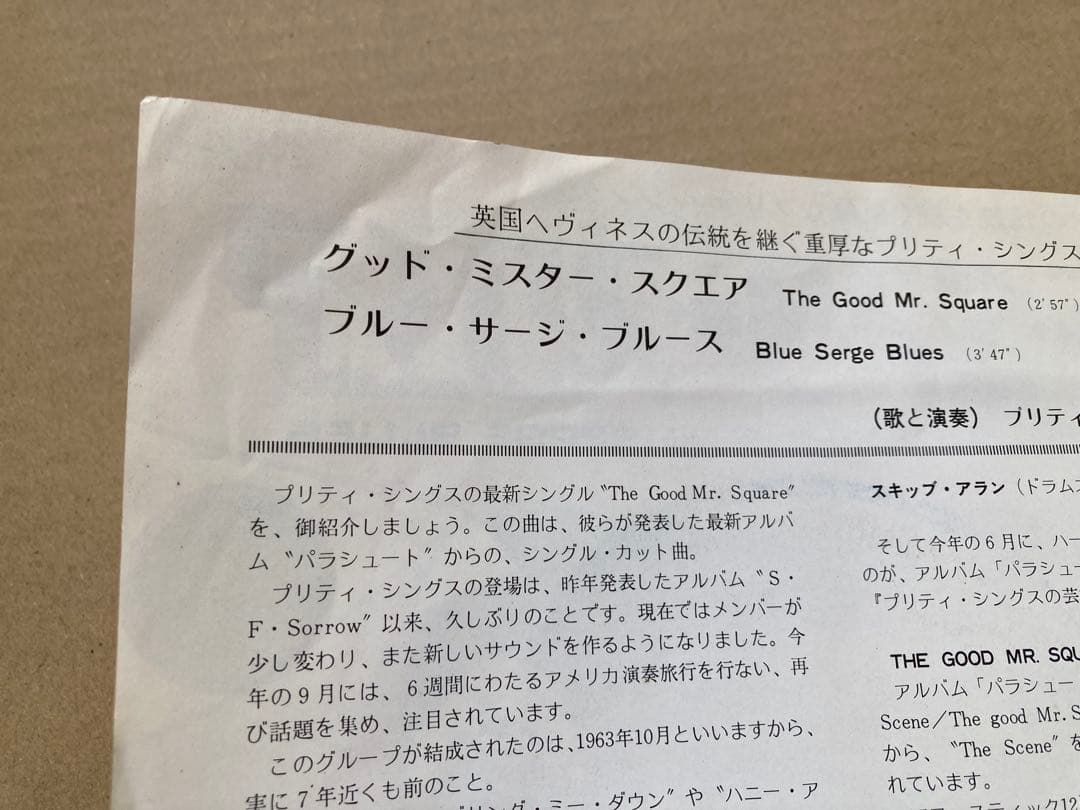 英国ヘヴィネスの伝統を継ぐ重厚なプリティ・シングス
グッド・ミスター・スクエア The Good Mr. Square (2′57″)
ブルー・サージ・ブルース Blue Serge Blues (3′47″)
(歌と演奏) プリティ
プリティ・シングスの最新シングル〝The Good Mr. Square″
を、御紹介しましょう。この曲は、彼らが発表した最新アルバ
ム〝パラシュート″からの、シングル・カット曲。
プリティ・シングスの登場は、昨年発表したアルバム〝S・
F・Sorrow″以来、久しぶりのことです。現在ではメンバーが
少し変わり、また新しいサウンドを作るようになりました。今
年の9月には、6週間にわたるアメリカ演奏旅行を行ない、再
び話題を集め、注目されています。
このグループが結成されたのは、1963年10月といいますから、
実に7年近くも前のこと。
リング・ミー・ダウン″や〝ハニー・ア
スキップ・アラン(ドラムス
そして今年の6月に、ハー
のが、アルバム「パラシュー
『プリティ・シングスの芸
THE GOOD MR. SQU
アルバム「パラシュー
Scene/The good Mr. S
から、〝The Scene″を
れています。